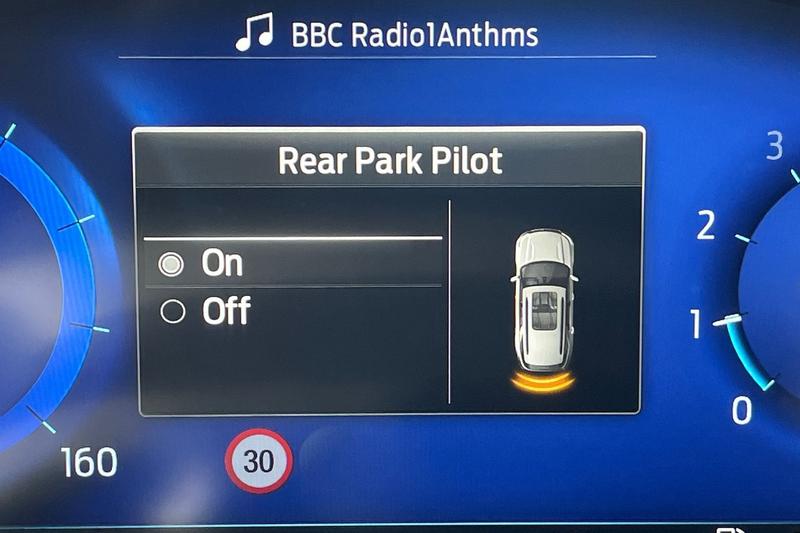 BBC Radio1Anthms
Rear Park Pilot
On
Off
3
2
1
0
160
30